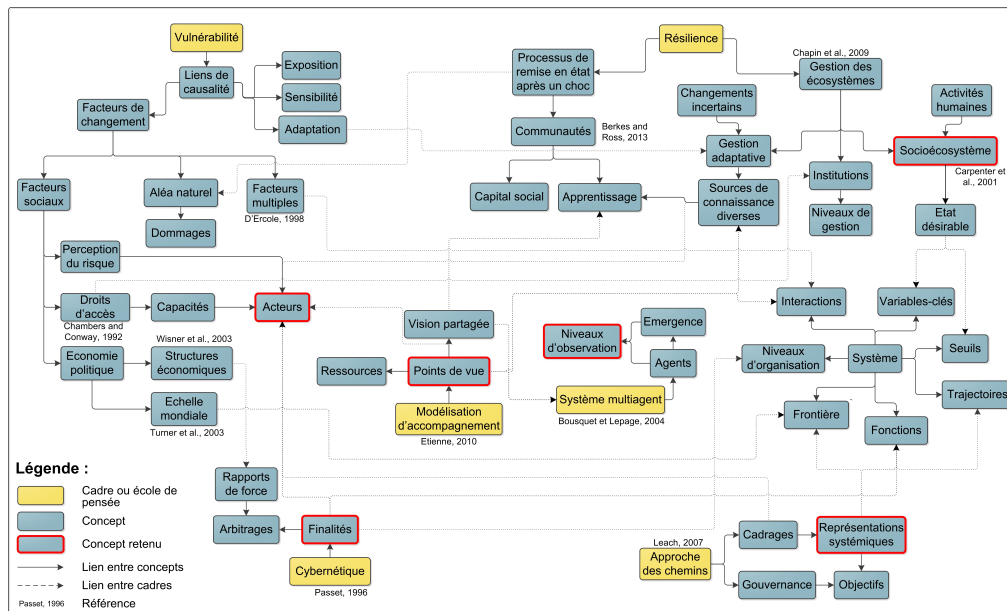 Vulnérabilité
Liens de
causalité
Exposition
Sensibilité
Adaptation
Facteurs de
changement
Facteurs
sociaux
Aléa naturel
Facteurs
multiples
D'Ercole, 1998
Dommages
Perception
du risque
Droits
d'accès
Chambers and
Conway, 1992
Capacités
Acteurs
Wisner et al., 2003
Economie
politique
Structures
économiques
Echelle
mondiale
Turner et al., 2003
Résilience
Processus de
remise en état
après un choc
Communautés
Berkes and
Ross, 2013
Capital social
Apprentissage
Chapin et al., 2009
Gestion des
écosystèmes
Changements
incertains
Gestion
adaptative
Sources de
connaissance
diverses
Institutions
Niveaux de
gestion
Activités
humaines
Socioécosystème
Carpenter et
al., 2001
Etat
désirable
Interactions
Variables-clés
Seuils
Système
Niveaux
d'organisation
Trajectoires
Frontière
Fonctions
Vision partagée
Ressources
Points de vue
Modélisation
d'accompagnement
Etienne, 2010
Niveaux
d'observation
Emergence
Agents
Système multiagent
Bousquet et Lepage, 2004
Rapports
de force
Arbitrages
Finalités
Cybernétique
Passet, 1996
Leach, 2007
Approche
des chemins
Cadrages
Représentations
systémiques
Gouvernance
Objectifs
Légende :
Cadre ou école de
pensée
Concept
Concept retenu
Lien entre concepts
Lien entre cadres
Passet, 1996 Référence